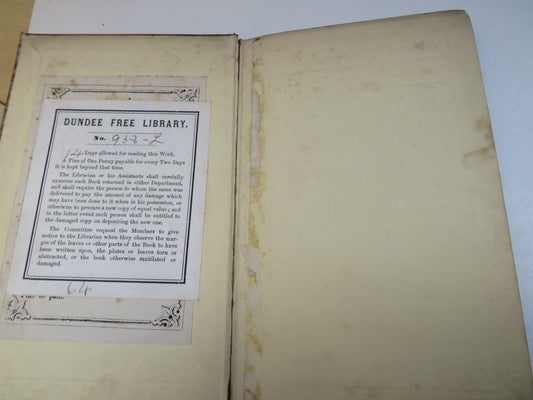 DUNDEE FREE LIBRARY.
No. 953-L
14 Days allowed for reading this Work.
A Fine of One Penny payable for every Two Days
it is kept beyond that time.
The Librarian or his Assistants shall carefully
examine each Book returned in either Department,
and shall require the person to whom the same was
delivered to pay the amount of any damage which
may have been done to it when in his possession, or
otherwise to procure a new copy of equal value; and
in the latter event such person shall be entitled to
the damaged copy on depositing the new one.
The Committee request the Members to give
notice to the Librarian when they observe the mar-
gin of the leaves or other parts of the Book to have
been written upon, the plates or leaves torn or
abstracted, or the book otherwise mutilated or
damaged.
64
be paid.